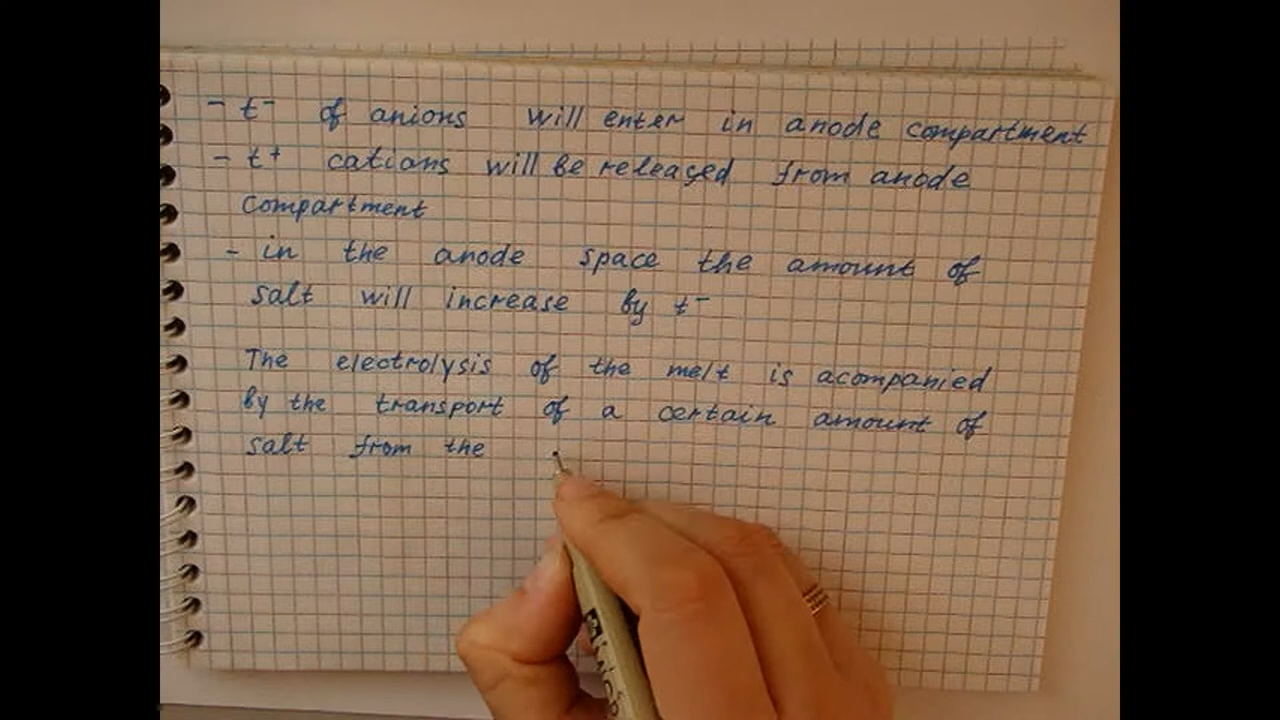 - t⁻ of anions will enter in anode compartment
- t⁺ cations will be released from anode
compartment
- in the anode space the amount of
salt will increase by t⁻
The electrolysis of the melt is acompanied
by the transport of a certain amount of
salt from the